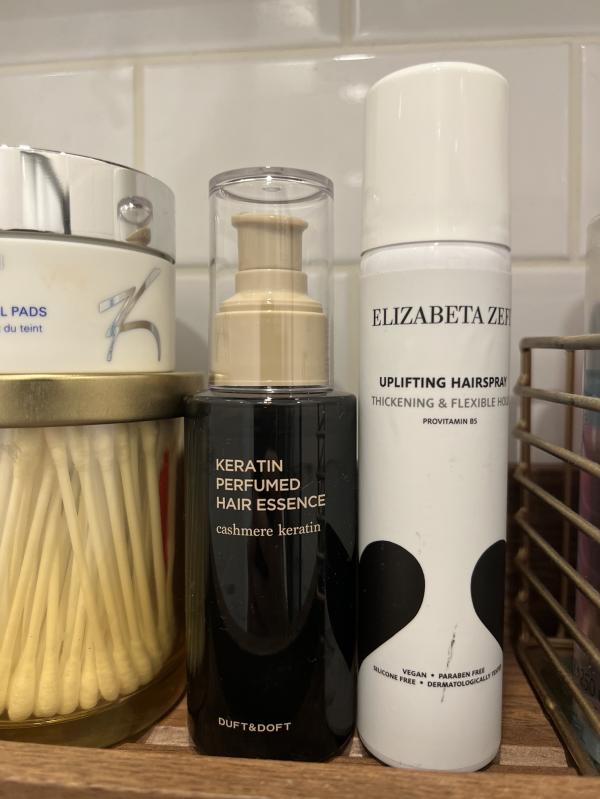 L PADS
du teint
KERATIN
PERFUMED
HAIR ESSENCE
cashmere keratin
DUFT&DOFT
ELIZABETA ZEF
UPLIFTING HAIRSPRAY
THICKENING & FLEXIBLE HOL
PROVITAMIN B5
VEGAN • PARABEN FREE
SILICONE FREE • DERMATOLOGICALLY TESTED